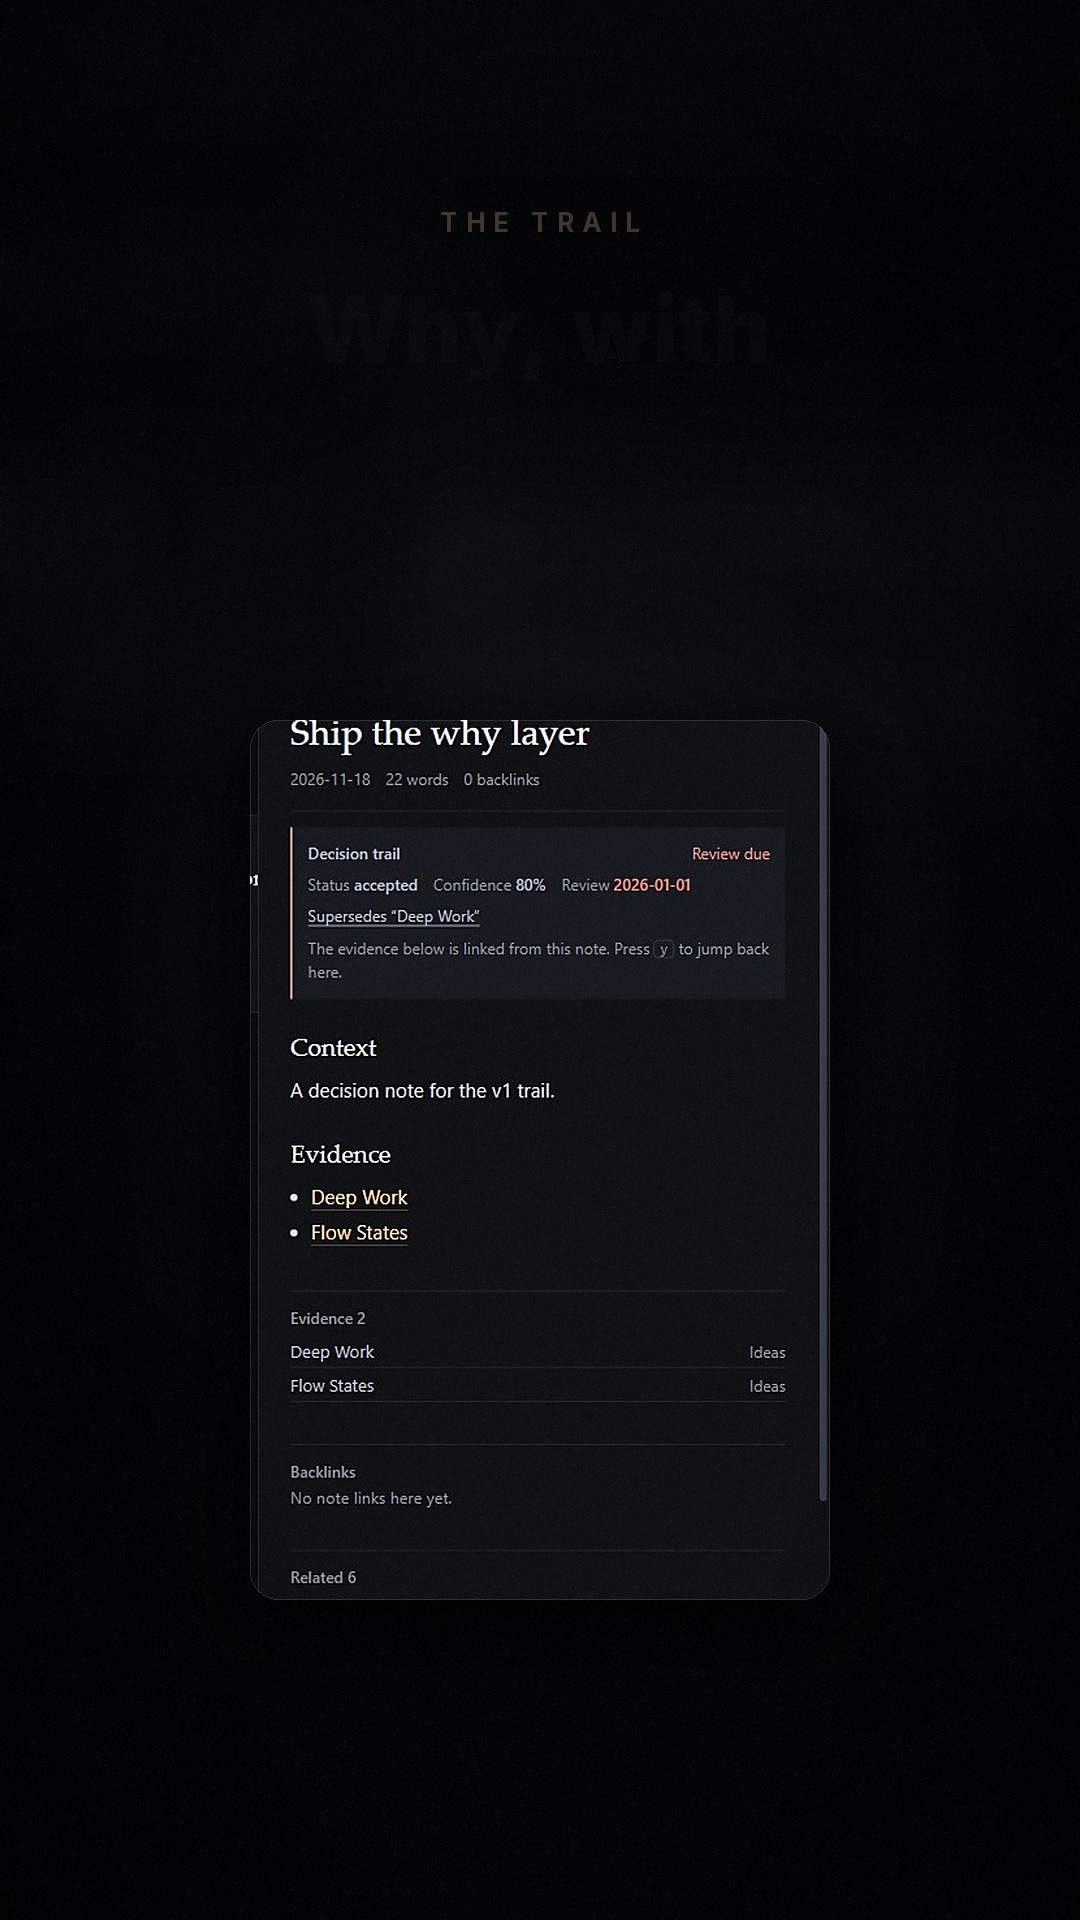 THE TRAIL
Why, with
Ship the why layer
2026-11-18 22 words 0 backlinks
Decision trail Review due
Status accepted Confidence 80% Review 2026-01-01
Supersedes “Deep Work”
The evidence below is linked from this note. Press y to jump back
here.
Context
A decision note for the v1 trail.
Evidence
• Deep Work
• Flow States
Evidence 2
Deep Work Ideas
Flow States Ideas
Backlinks
No note links here yet.
Related 6